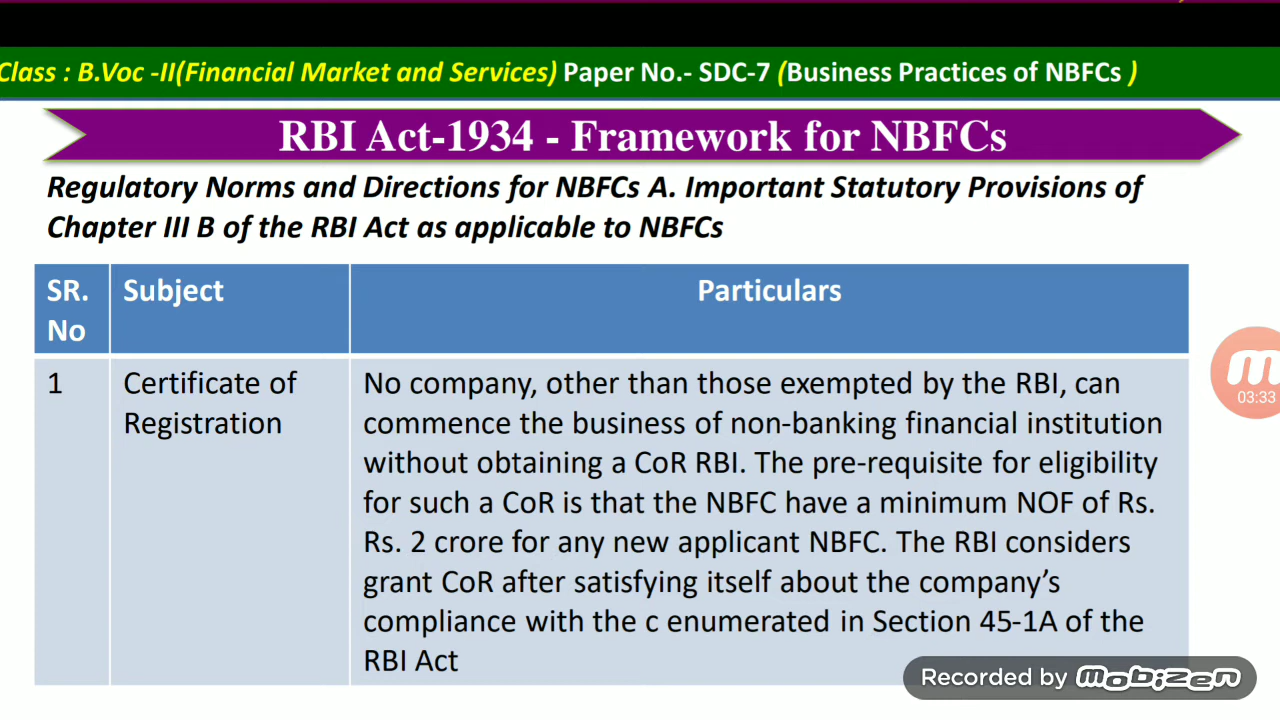 Class : B.Voc -II(Financial Market and Services) Paper No.- SDC-7 (Business Practices of NBFCs )
RBI Act-1934 - Framework for NBFCs
Regulatory Norms and Directions for NBFCs A. Important Statutory Provisions of
Chapter III B of the RBI Act as applicable to NBFCs
SR. No
Subject
Particulars
1
Certificate of
Registration
No company, other than those exempted by the RBI, can
commence the business of non-banking financial institution
without obtaining a CoR RBI. The pre-requisite for eligibility
for such a CoR is that the NBFC have a minimum NOF of Rs.
Rs. 2 crore for any new applicant NBFC. The RBI considers
grant CoR after satisfying itself about the company’s
compliance with the c enumerated in Section 45-1A of the
RBI Act
03:33
Recorded by mobizen